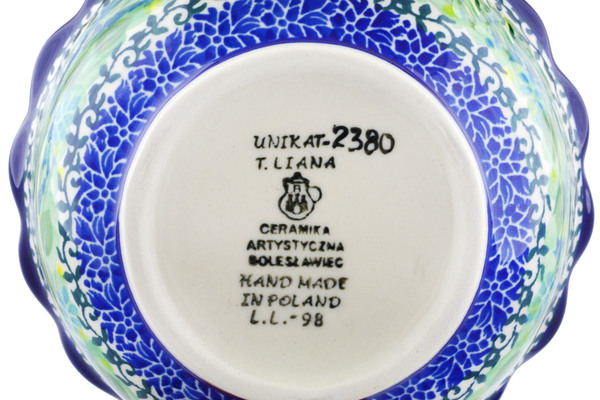 UNIKAT-2380
T. LIANA
CERAMIKA
ARTYSTYCZNA
BOLESŁAWIEC
HAND MADE
IN POLAND
L.L.-98